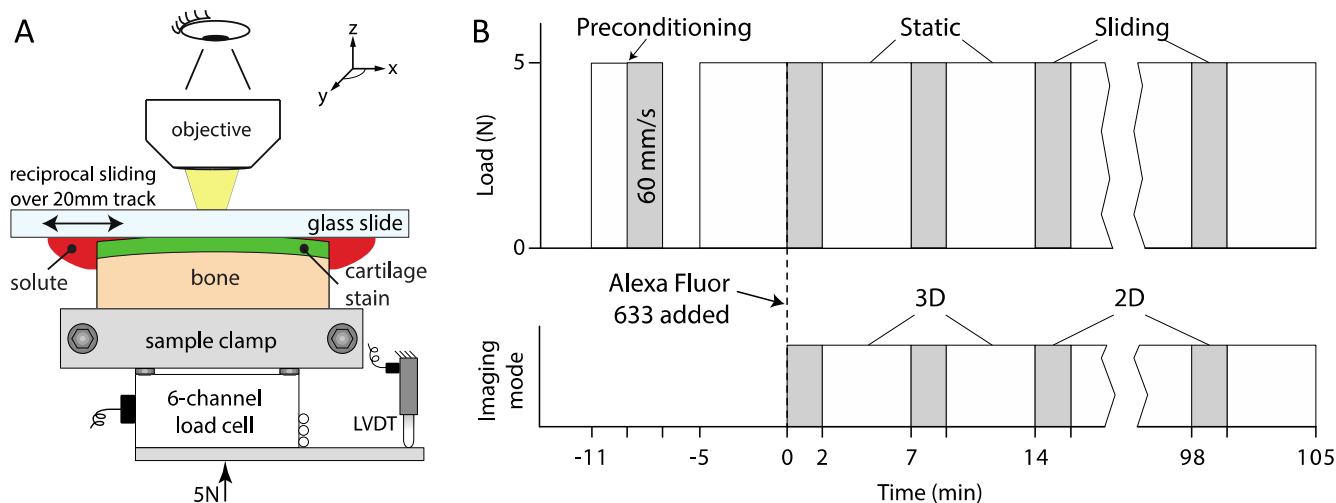 A
z
x
y
objective
reciprocal sliding
over 20mm track
glass slide
solute
bone
cartilage
stain
sample clamp
6-channel
load cell
LVDT
5N
B
Preconditioning
Static
Sliding
5
Load (N)
60 mm/s
0
Alexa Fluor
633 added
3D
2D
Imaging
mode
-11
-5
0
2
7
14
98
105
Time (min)